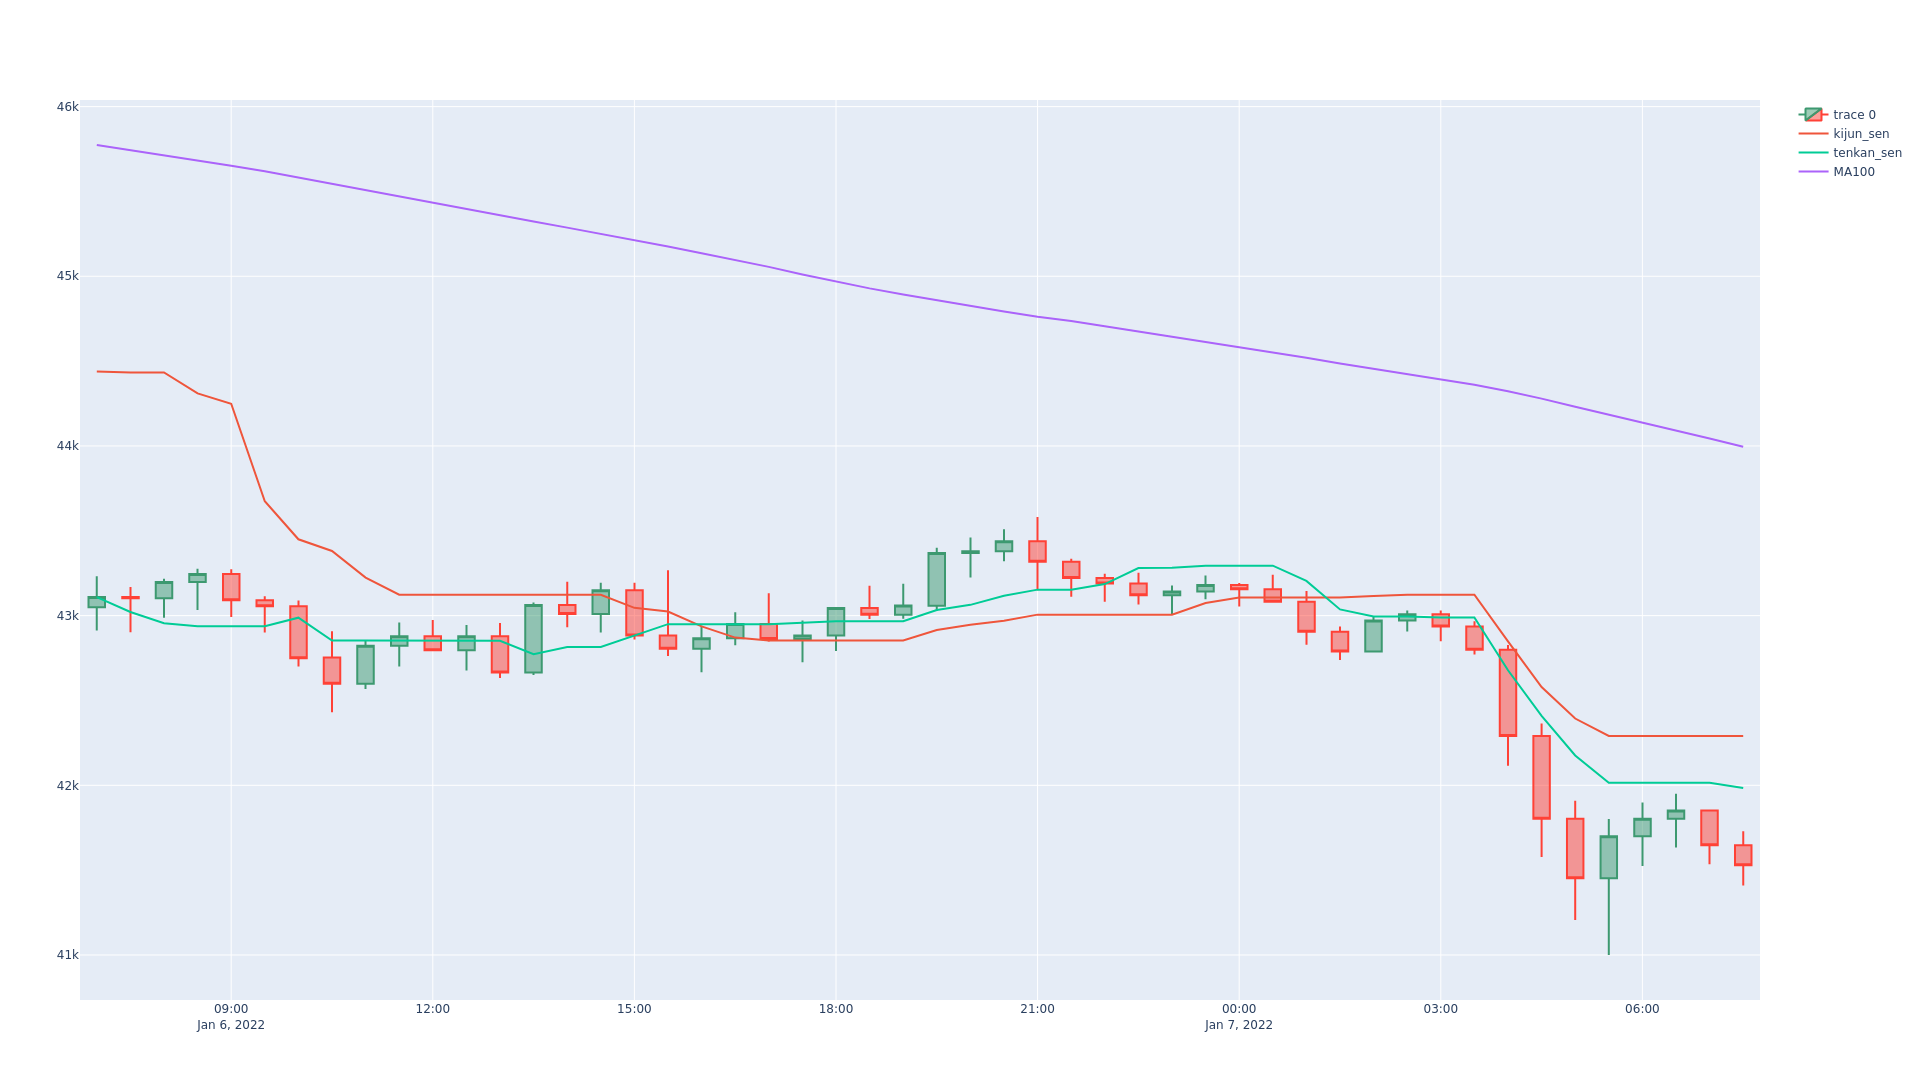 46k
45k
44k
43k
42k
41k
09:00
Jan 6, 2022
12:00
15:00
18:00
21:00
00:00
Jan 7, 2022
03:00
06:00
trace 0
kijun_sen
tenkan_sen
MA100